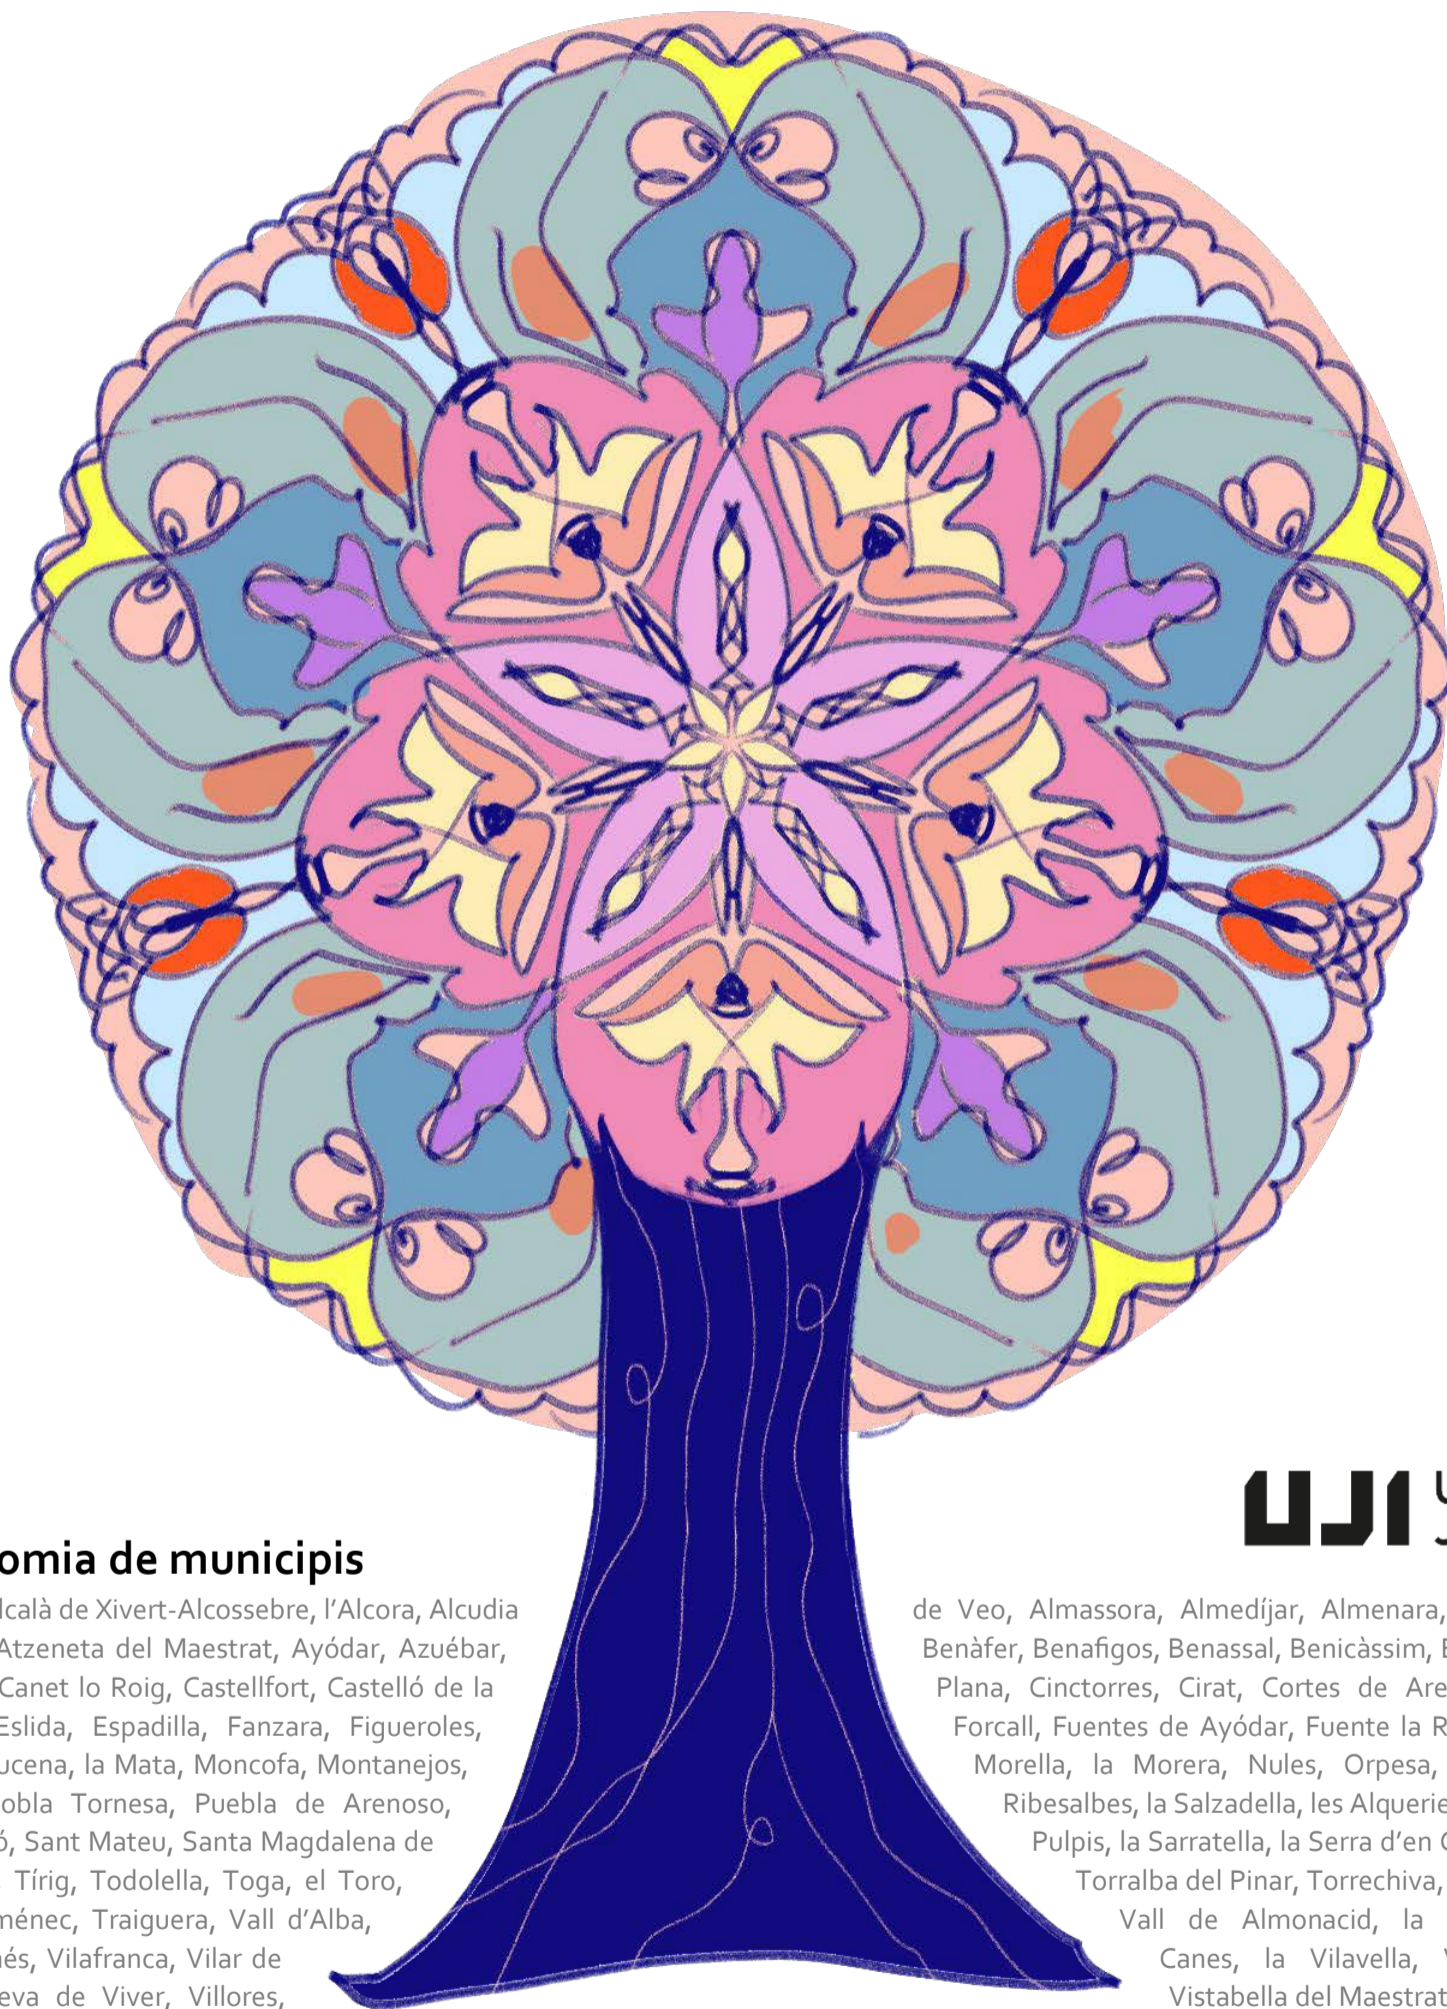 UJI
omia de municipis
lcalà de Xivert-Alcossebre, l'Alcora, Alcudia de Veo, Almassora, Almedíjar, Almenara,
Atzeneta del Maestrat, Ayódar, Azuébar, Benàfer, Benafigos, Benassal, Benicàssim,
Canet lo Roig, Castellfort, Castelló de la Plana, Cinctorres, Cirat, Cortes de Are
Eslida, Espadilla, Fanzara, Figueroles, Forcall, Fuentes de Ayódar, Fuente la R
ucena, la Mata, Moncofa, Montanejos, Morella, la Morera, Nules, Orpesa,
obla Tornesa, Puebla de Arenoso, Ribesalbes, la Salzadella, les Alquerie
ó, Sant Mateu, Santa Magdalena de Pulpis, la Sarratella, la Serra d'en
Tírig, Todolella, Toga, el Toro, Torralba del Pinar, Torrechiva,
ménec, Traiguera, Vall d'Alba, Vall de Almonacid, la
és, Vilafranca, Vilar de Canes, la Vilavella,
eva de Viver, Villores, Vistabella del Maestrat